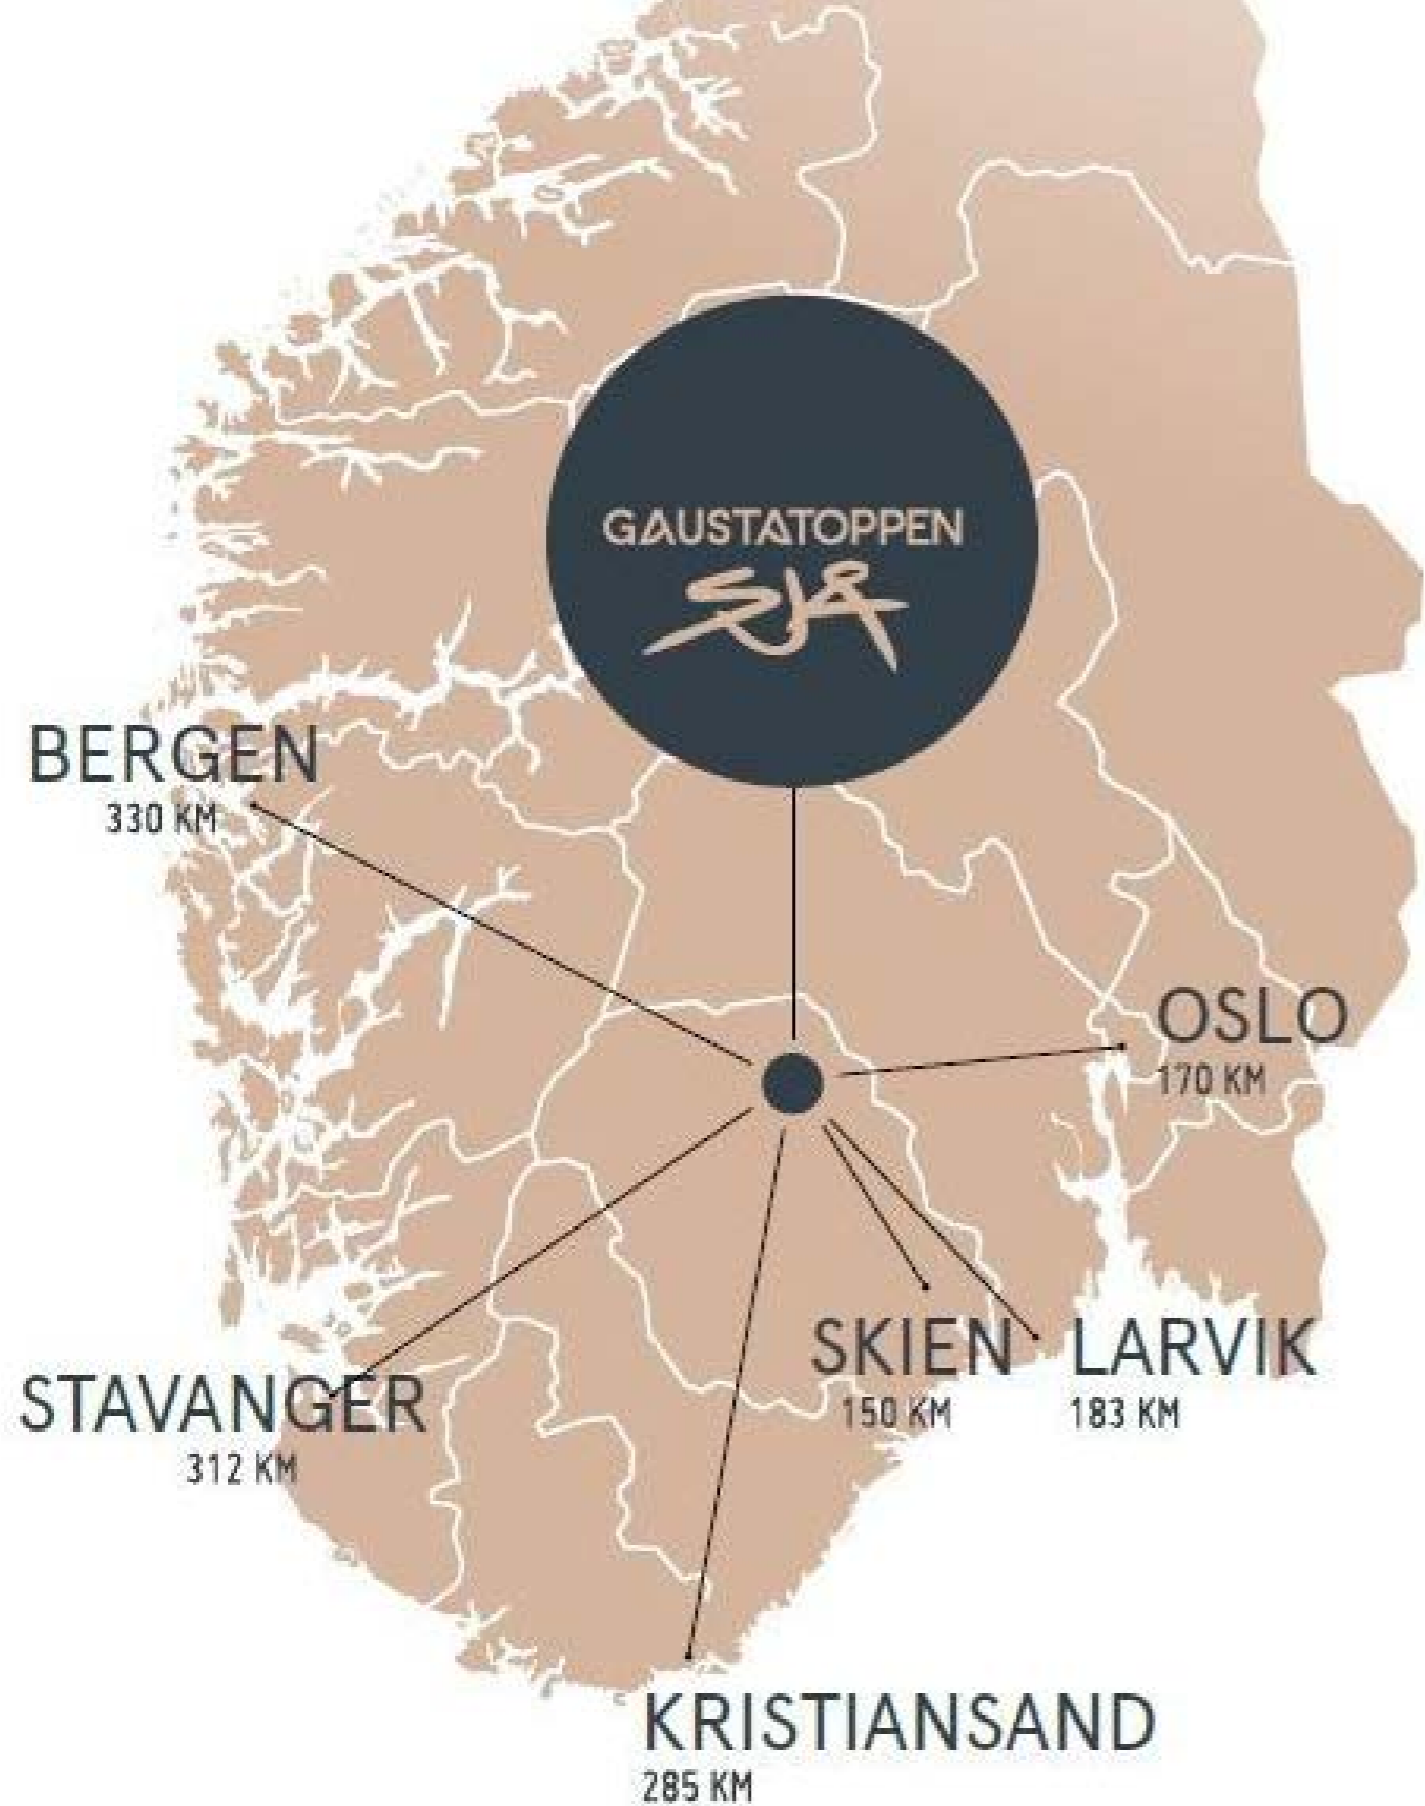 GAUSTATOPPEN
SJÅ
BERGEN
330 KM
OSLO
170 KM
SKIEN
150 KM
LARVIK
183 KM
STAVANGER
312 KM
KRISTIANSAND
285 KM